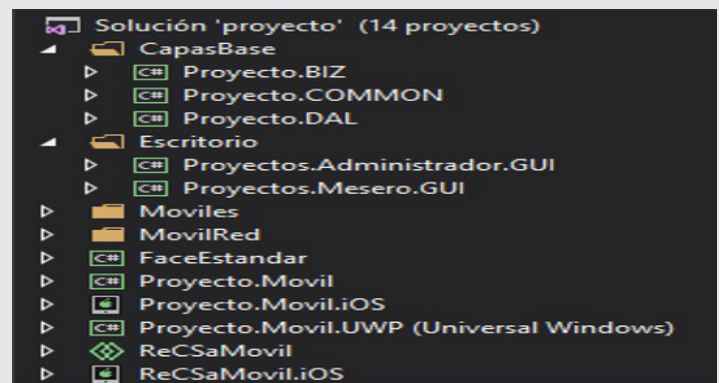 Solución 'proyecto' (14 proyectos)
CapasBase
C# Proyecto.BIZ
C# Proyecto.COMMON
C# Proyecto.DAL
Escritorio
C# Proyectos.Administrador.GUI
C# Proyectos.Mesero.GUI
Moviles
MovilRed
C# FaceEstandar
C# Proyecto.Movil
Proyecto.Movil.iOS
C# Proyecto.Movil.UWP (Universal Windows)
ReCSaMovil
ReCSaMovil.iOS